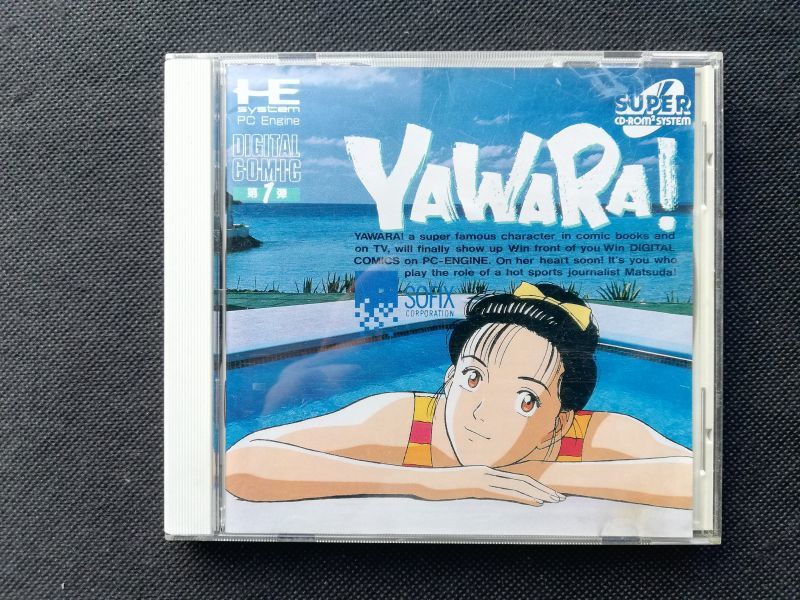 HE
System
PC Engine
DIGITAL
COMIC
第1弾
SUPER
CD-ROM² SYSTEM
YAWARA!
YAWARA! a super famous character in comic books and
on TV, will finally show up Win front of you Win DIGITAL
COMICS on PC-ENGINE. On her heart soon! It's you who
play the role of a hot sports journalist Matsuda!
SOFIX
CORPORATION